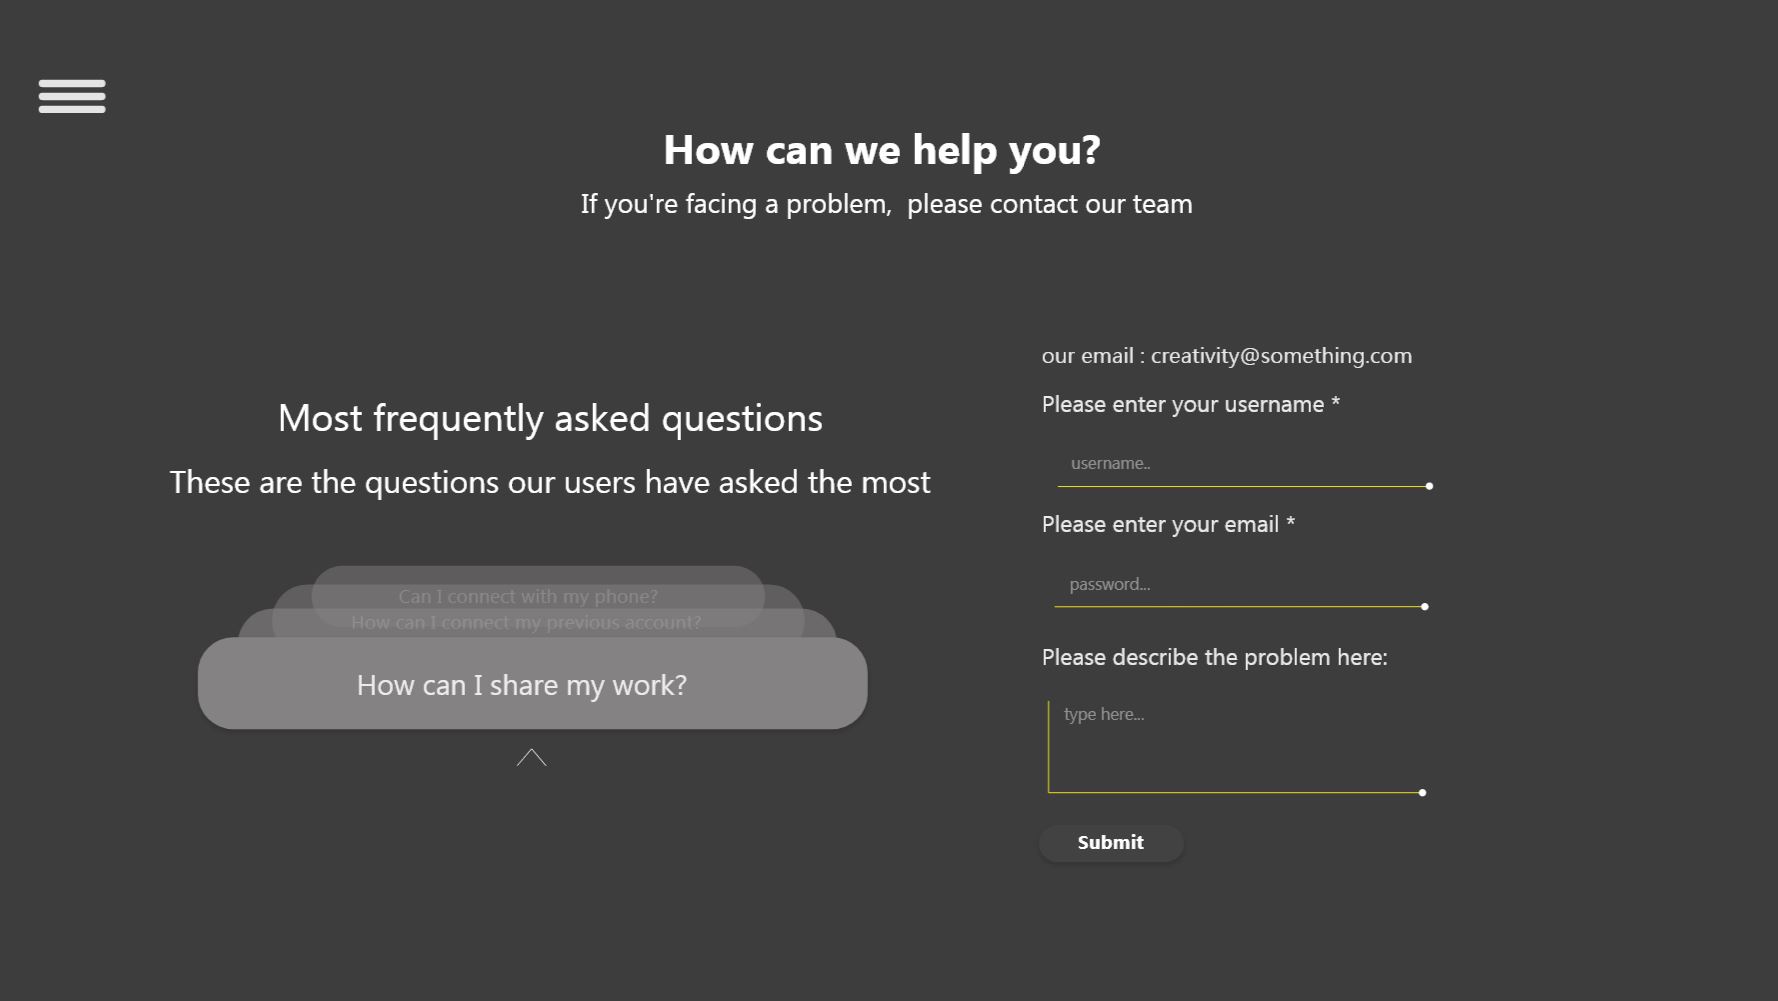 How can we help you?
If you're facing a problem,  please contact our team
Most frequently asked questions
These are the questions our users have asked the most
Can I connect with my phone?
How can I connect my previous account?
How can I share my work?
our email : creativity@something.com
Please enter your username *
username..
Please enter your email *
password...
Please describe the problem here:
type here...
Submit